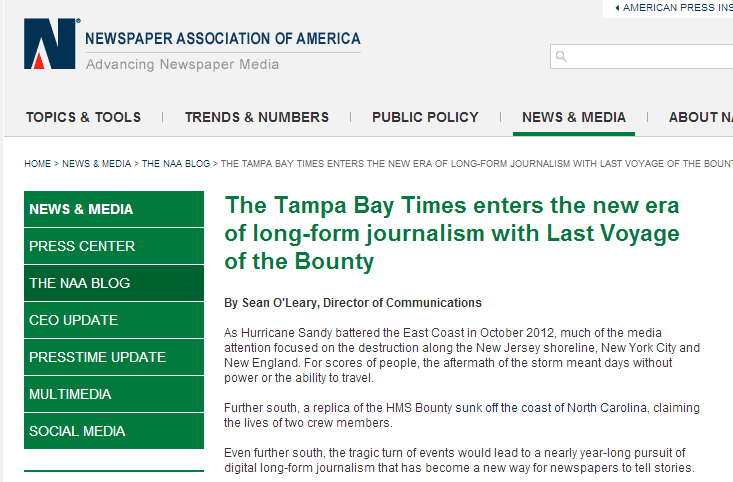 AMERICAN PRESS INS
NEWSPAPER ASSOCIATION OF AMERICA
Advancing Newspaper Media
TOPICS & TOOLS
TRENDS & NUMBERS
PUBLIC POLICY
NEWS & MEDIA
ABOUT NA
HOME > NEWS & MEDIA > THE NAA BLOG > THE TAMPA BAY TIMES ENTERS THE NEW ERA OF LONG-FORM JOURNALISM WITH LAST VOYAGE OF THE BOUNT
NEWS & MEDIA
PRESS CENTER
THE NAA BLOG
CEO UPDATE
PRESSTIME UPDATE
MULTIMEDIA
SOCIAL MEDIA
The Tampa Bay Times enters the new era
of long-form journalism with Last Voyage
of the Bounty
By Sean O'Leary, Director of Communications
As Hurricane Sandy battered the East Coast in October 2012, much of the media
attention focused on the destruction along the New Jersey shoreline, New York City and
New England. For scores of people, the aftermath of the storm meant days without
power or the ability to travel.
Further south, a replica of the HMS Bounty sunk off the coast of North Carolina, claiming
the lives of two crew members.
Even further south, the tragic turn of events would lead to a nearly year-long pursuit of
digital long-form journalism that has become a new way for newspapers to tell stories.